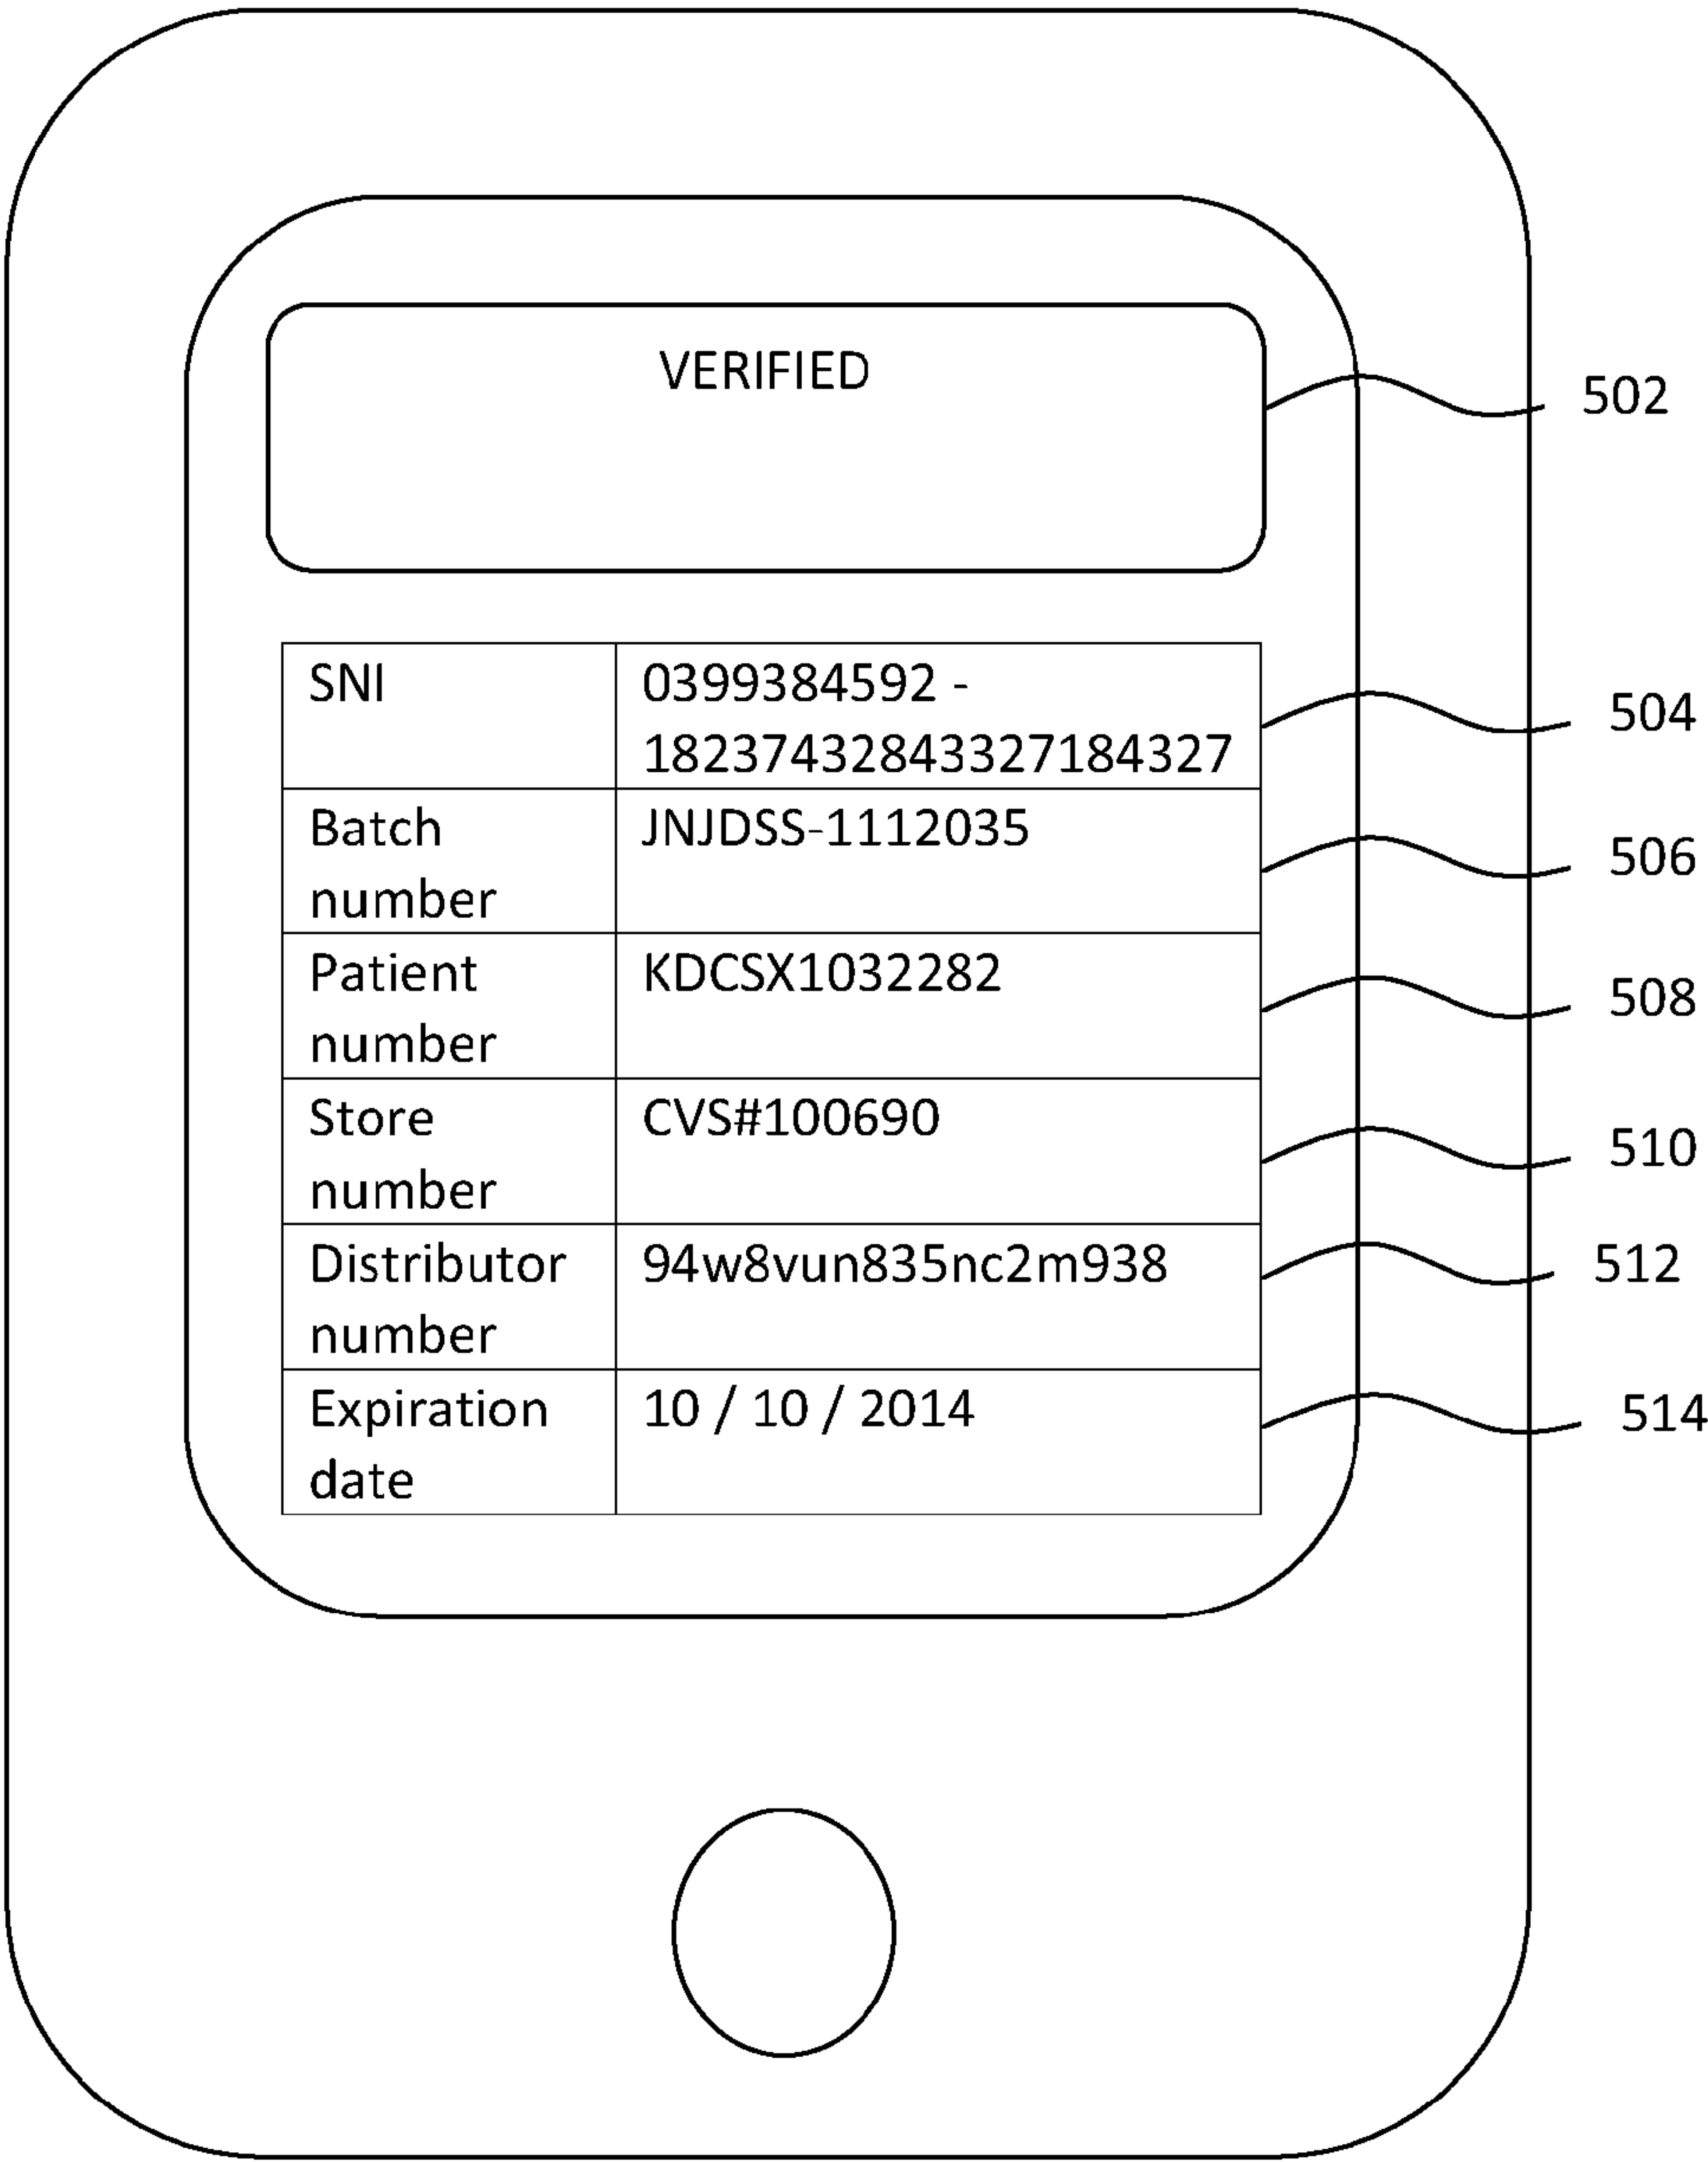 VERIFIED
502
SNI
0399384592 -
18237432843327184327
504
Batch
number
JNJDSS-1112035
506
Patient
number
KDCSX1032282
508
Store
number
CVS#100690
510
Distributor
number
94w8vun835nc2m938
512
Expiration
date
10 / 10 / 2014
514